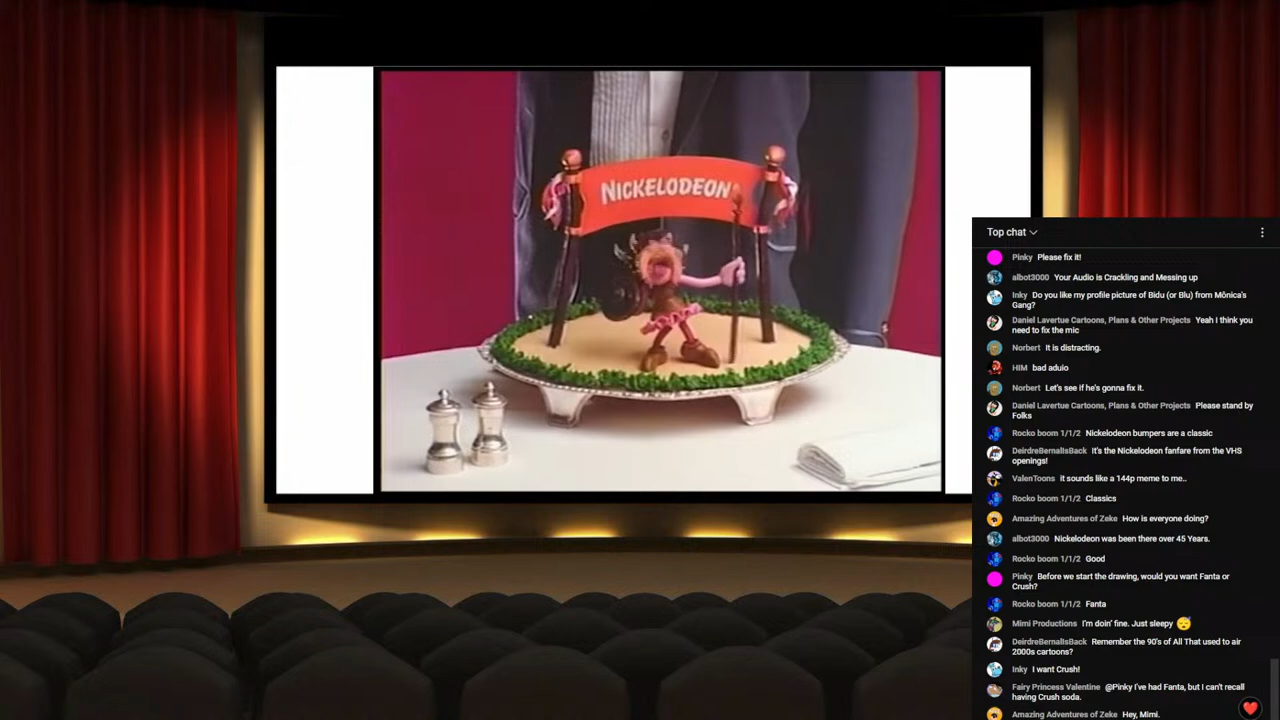 NICKELODEON
Top chat
Pinky Please fix it!
albot3000 Your Audio is Crackling and Messing up
Inky Do you like my profile picture of Bidu (or Blu) from Mônica's
Gang?
Daniel Lavertue Cartoons, Plans & Other Projects Yeah I think you
need to fix the mic
Norbert It is distracting.
HIM bad aduio
Norbert Let's see if he's gonna fix it.
Daniel Lavertue Cartoons, Plans & Other Projects Please stand by
Folks
Rocko boom 1/1/2 Nickelodeon bumpers are a classic
DeirdreBernalIsBack It's the Nickelodeon fanfare from the VHS
openings!
ValenToons it sounds like a 144p meme to me..
Rocko boom 1/1/2 Classics
Amazing Adventures of Zeke How is everyone doing?
albot3000 Nickelodeon was been there over 45 Years.
Rocko boom 1/1/2 Good
Pinky Before we start the drawing, would you want Fanta or
Crush?
Rocko boom 1/1/2 Fanta
Mimi Productions I'm doin' fine. Just sleepy 😴
DeirdreBernalIsBack Remember the 90's of All That used to air
2000s cartoons?
Inky I want Crush!
Fairy Princess Valentine @Pinky I've had Fanta, but I can't recall
having Crush soda.
Amazing Adventures of Zeke Hey, Mimi.